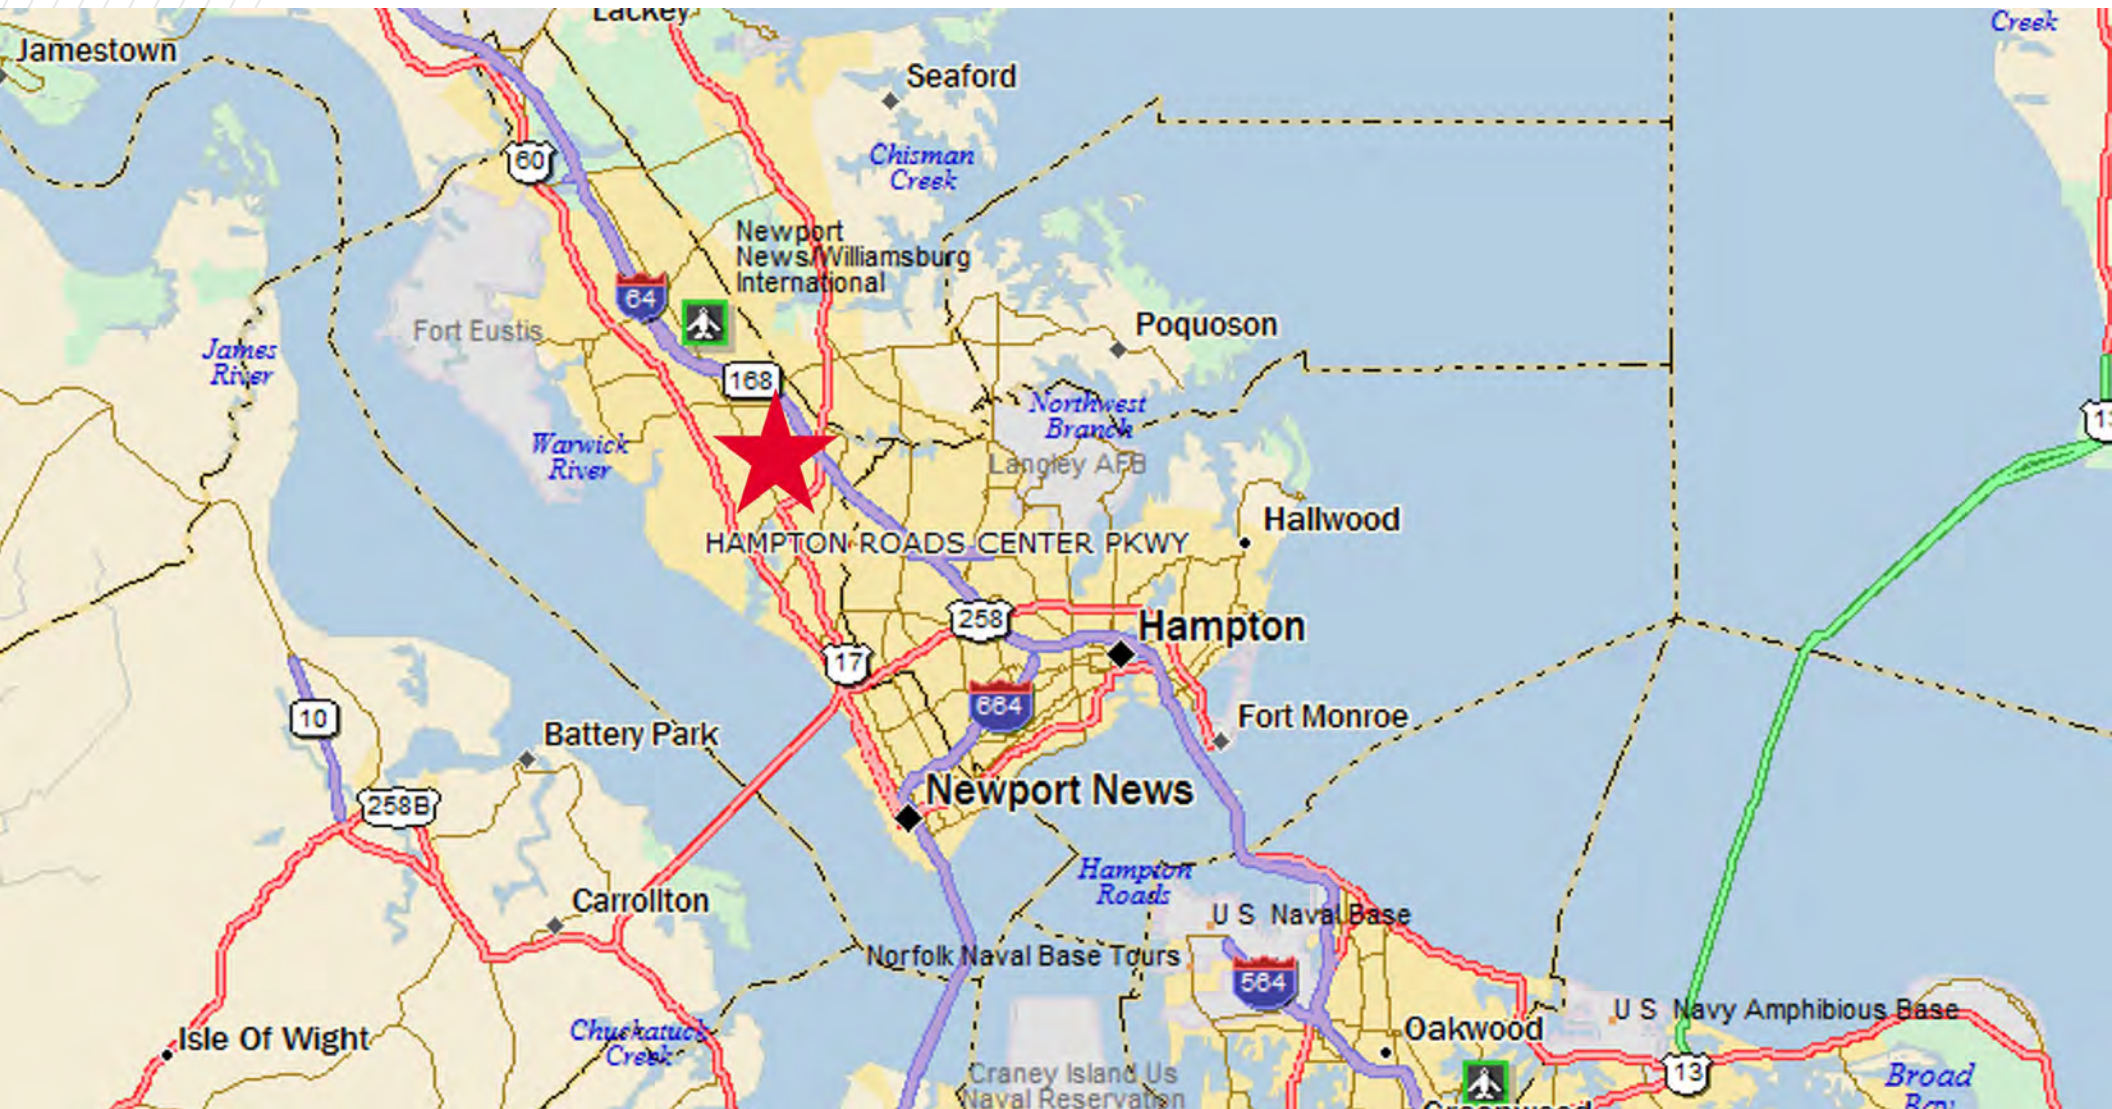 Lackey
Creek
Jamestown
Seaford
60
Chisman
Creek
Newport
News/Williamsburg
International
64
Fort Eustis
Poquoson
James
River
168
Northwest
Branch
Warwick
River
Langley AFB
Hallwood
HAMPTON ROADS CENTER PKWY
258
Hampton
17
664
10
Fort Monroe
Battery Park
Newport News
258B
Hampton
Roads
Carrollton
U S Naval Base
Norfolk Naval Base Tours
564
U S Navy Amphibious Base
Isle Of Wight
Chuckatuck
Creek
Oakwood
Craney Island Us
Naval Reservation
13
Broad
Bay